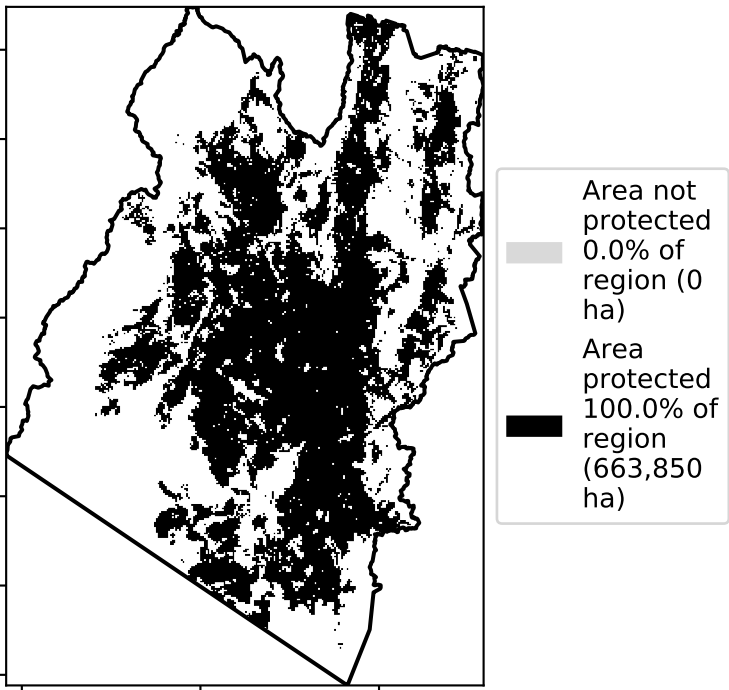 Area not
protected
0.0% of
region (0
ha)
Area
protected
100.0% of
region
(663,850
ha)